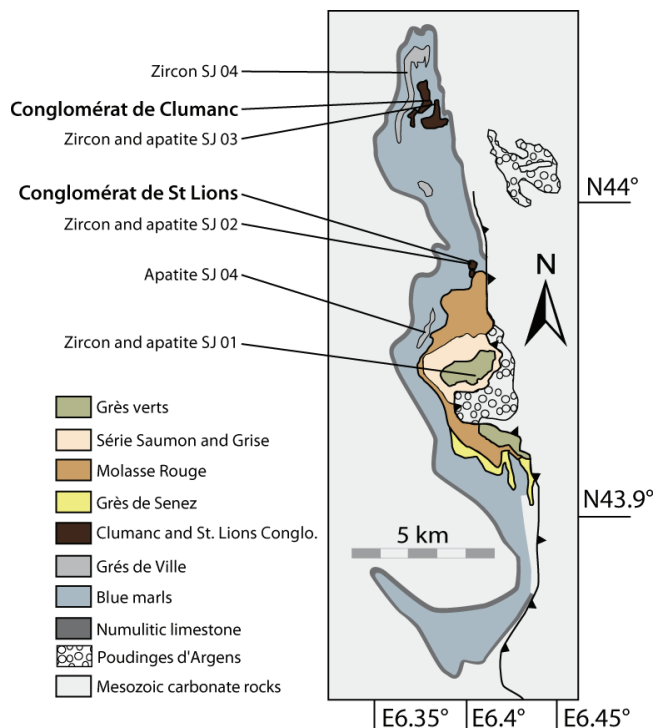 Zircon SJ 04
Conglomérat de Clumanc
Zircon and apatite SJ 03
Conglomérat de St Lions
Zircon and apatite SJ 02
Apatite SJ 04
Zircon and apatite SJ 01
N44°
N
N43.9°
5 km
Grès verts
Série Saumon and Grise
Molasse Rouge
Grès de Senez
Clumanc and St. Lions Conglo.
Grés de Ville
Blue marls
Numulitic limestone
Poudinges d'Argens
Mesozoic carbonate rocks
E6.35° E6.4° E6.45°